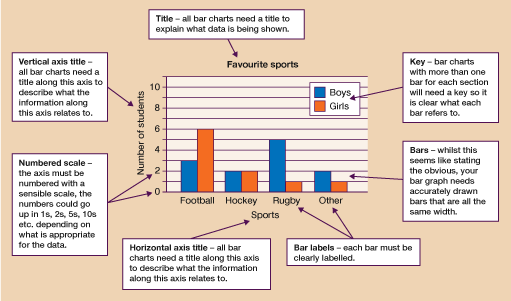 Title – all bar charts need a title to
explain what data is being shown.
Vertical axis title –
all bar charts need a
title along this axis to
describe what the
information along
this axis relates to.
Favourite sports
Key – bar charts
with more than one
bar for each section
will need a key so it
is clear what each
bar refers to.
Number of students
10
8
6
4
2
0
Boys
Girls
Numbered scale –
the axis must be
numbered with a
sensible scale, the
numbers could go
up in 1s, 2s, 5s, 10s
etc. depending on
what is appropriate
for the data.
Bars – whilst this
seems like stating
the obvious, your
bar graph needs
accurately drawn
bars that are all the
same width.
Football Hockey Rugby Other
Sports
Horizontal axis title – all bar
charts need a title along this axis
to describe what the information
along this axis relates to.
Bar labels – each bar must be
clearly labelled.